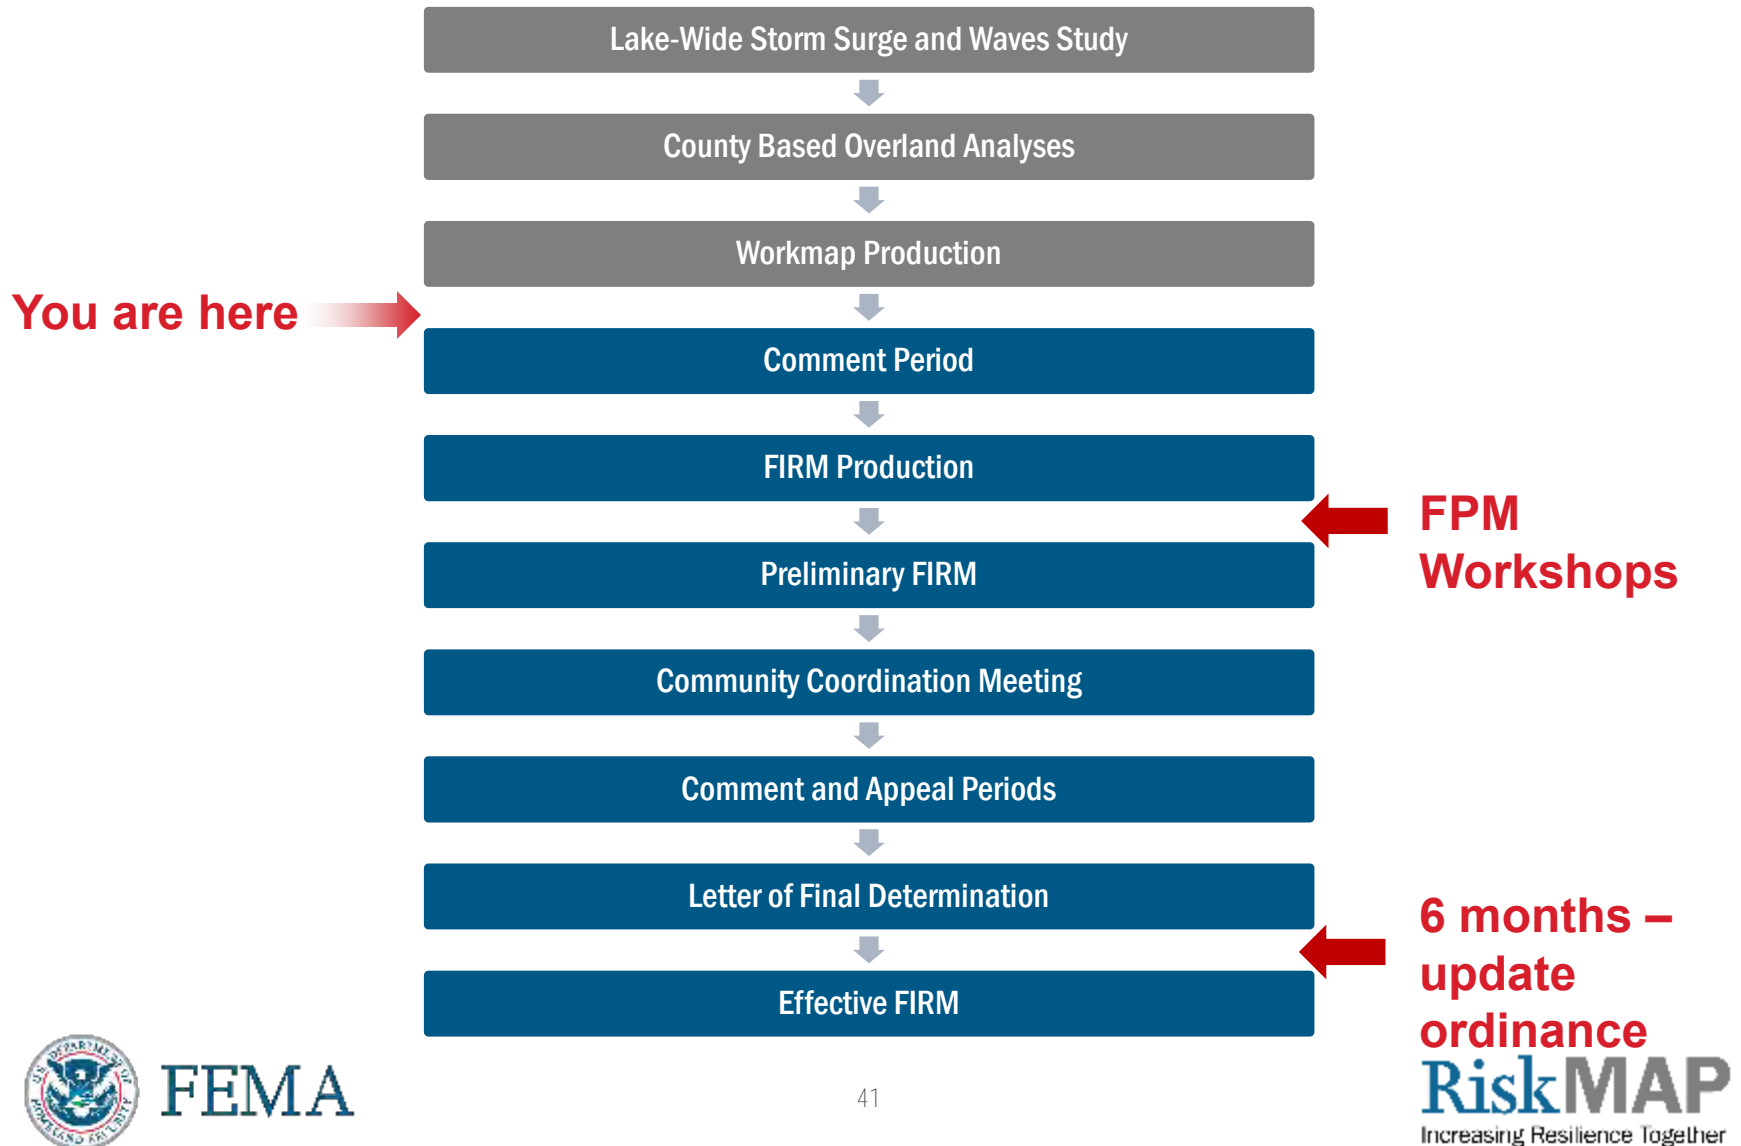 Lake-Wide Storm Surge and Waves Study
County Based Overland Analyses
Workmap Production
You are here
Comment Period
FIRM Production
FPM
Workshops
Preliminary FIRM
Community Coordination Meeting
Comment and Appeal Periods
Letter of Final Determination
6 months –
update
ordinance
Effective FIRM
FEMA
41
RiskMAP
Increasing Resilience Together